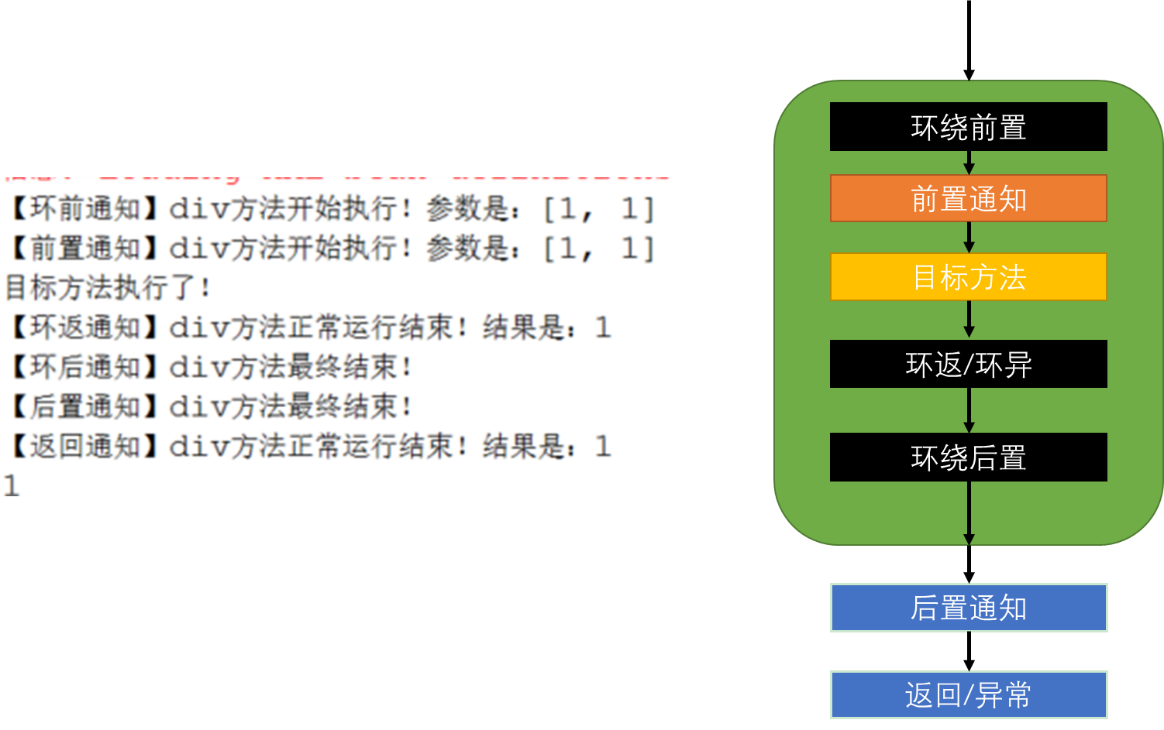 【环前通知】div方法开始执行！参数是：[1, 1]
【前置通知】div方法开始执行！参数是：[1, 1]
目标方法执行了！
【环返通知】div方法正常运行结束！结果是：1
【环后通知】div方法最终结束！
【后置通知】div方法最终结束！
【返回通知】div方法正常运行结束！结果是：1
1
环绕前置
前置通知
目标方法
环返/环异
环绕后置
后置通知
返回/异常